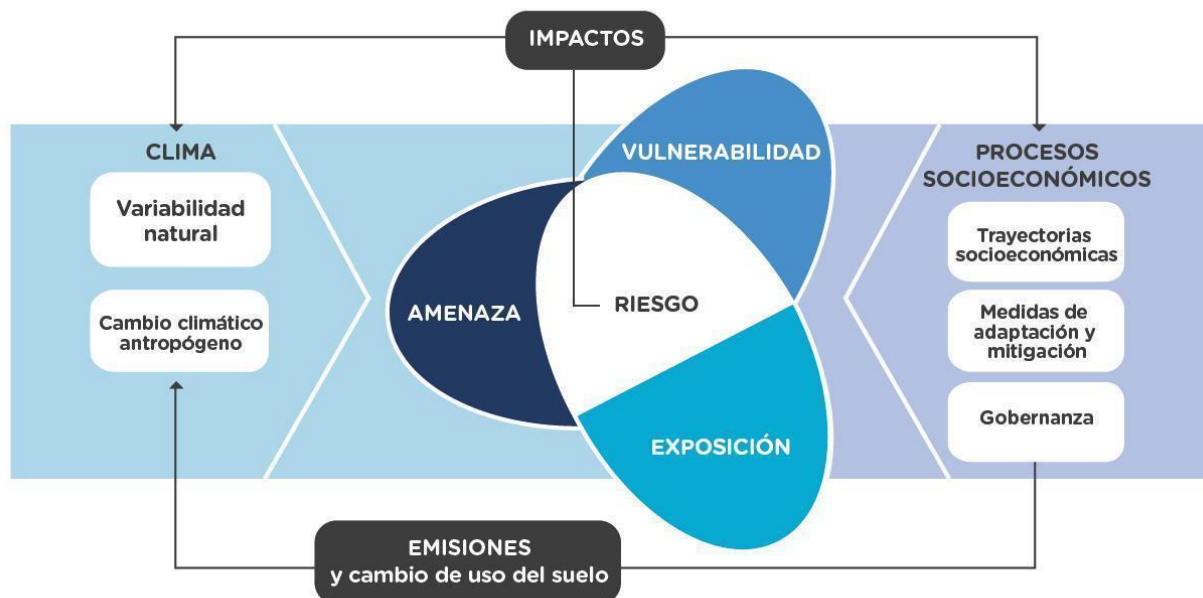 IMPACTOS
CLIMA
Variabilidad
natural
Cambio climático
antropógeno
VULNERABILIDAD
AMENAZA
RIESGO
EXPOSICIÓN
PROCESOS
SOCIOECONÓMICOS
Trayectorias
socioeconómicas
Medidas de
adaptación y
mitigación
Gobernanza
EMISIONES
y cambio de uso del suelo